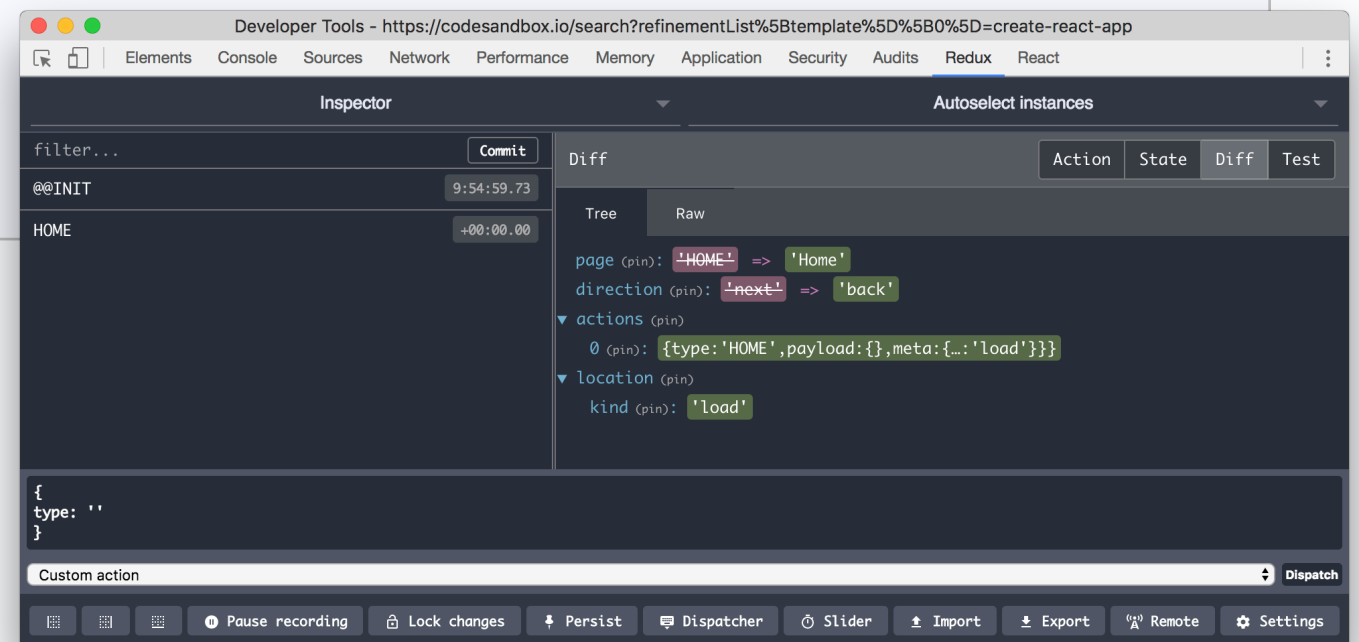 Developer Tools - https://codesandbox.io/search?refinementList%5Btemplate%5D%5B0%5D=create-react-app
Elements Console Sources Network Performance Memory Application Security Audits Redux React
Inspector Autoselect instances
filter... Commit
Diff Action State Diff Test
@@INIT 9:54:59.73
Tree Raw
HOME +00:00.00
page (pin): 'HOME' => 'Home'
direction (pin): 'next' => 'back'
▼ actions (pin)
0 (pin): {type:'HOME',payload:{},meta:{…:'load'}}}
▼ location (pin)
kind (pin): 'load'
{
type: ''
}
Custom action Dispatch
Pause recording Lock changes Persist Dispatcher Slider Import Export Remote Settings